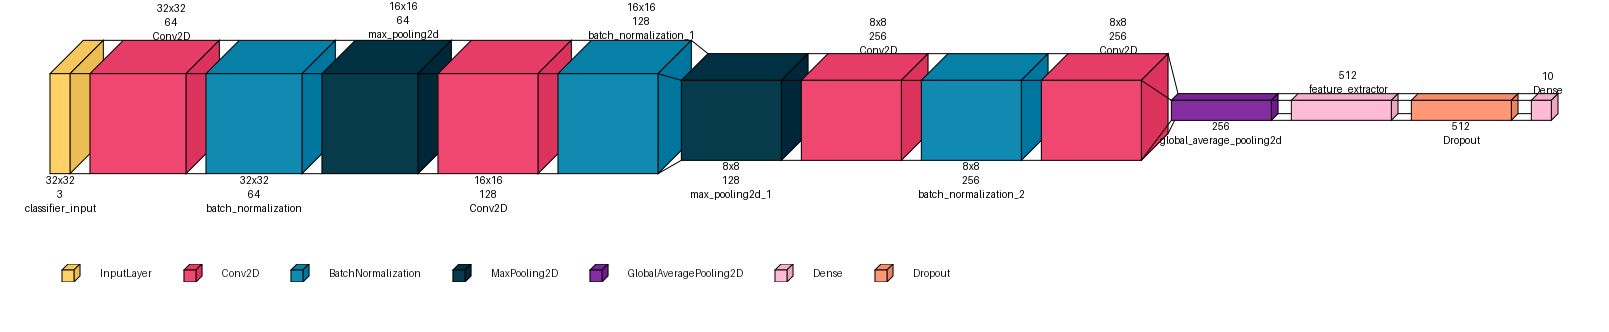 32x32
64
Conv2D
16x16
64
max_pooling2d
16x16
128
batch_normalization_1
8x8
256
Conv2D
8x8
256
Conv2D
512
feature_extractor
10
Dense
32x32
3
classifier_input
32x32
64
batch_normalization
16x16
128
Conv2D
8x8
128
max_pooling2d_1
8x8
256
batch_normalization_2
256
global_average_pooling2d
512
Dropout
InputLayer
Conv2D
BatchNormalization
MaxPooling2D
GlobalAveragePooling2D
Dense
Dropout